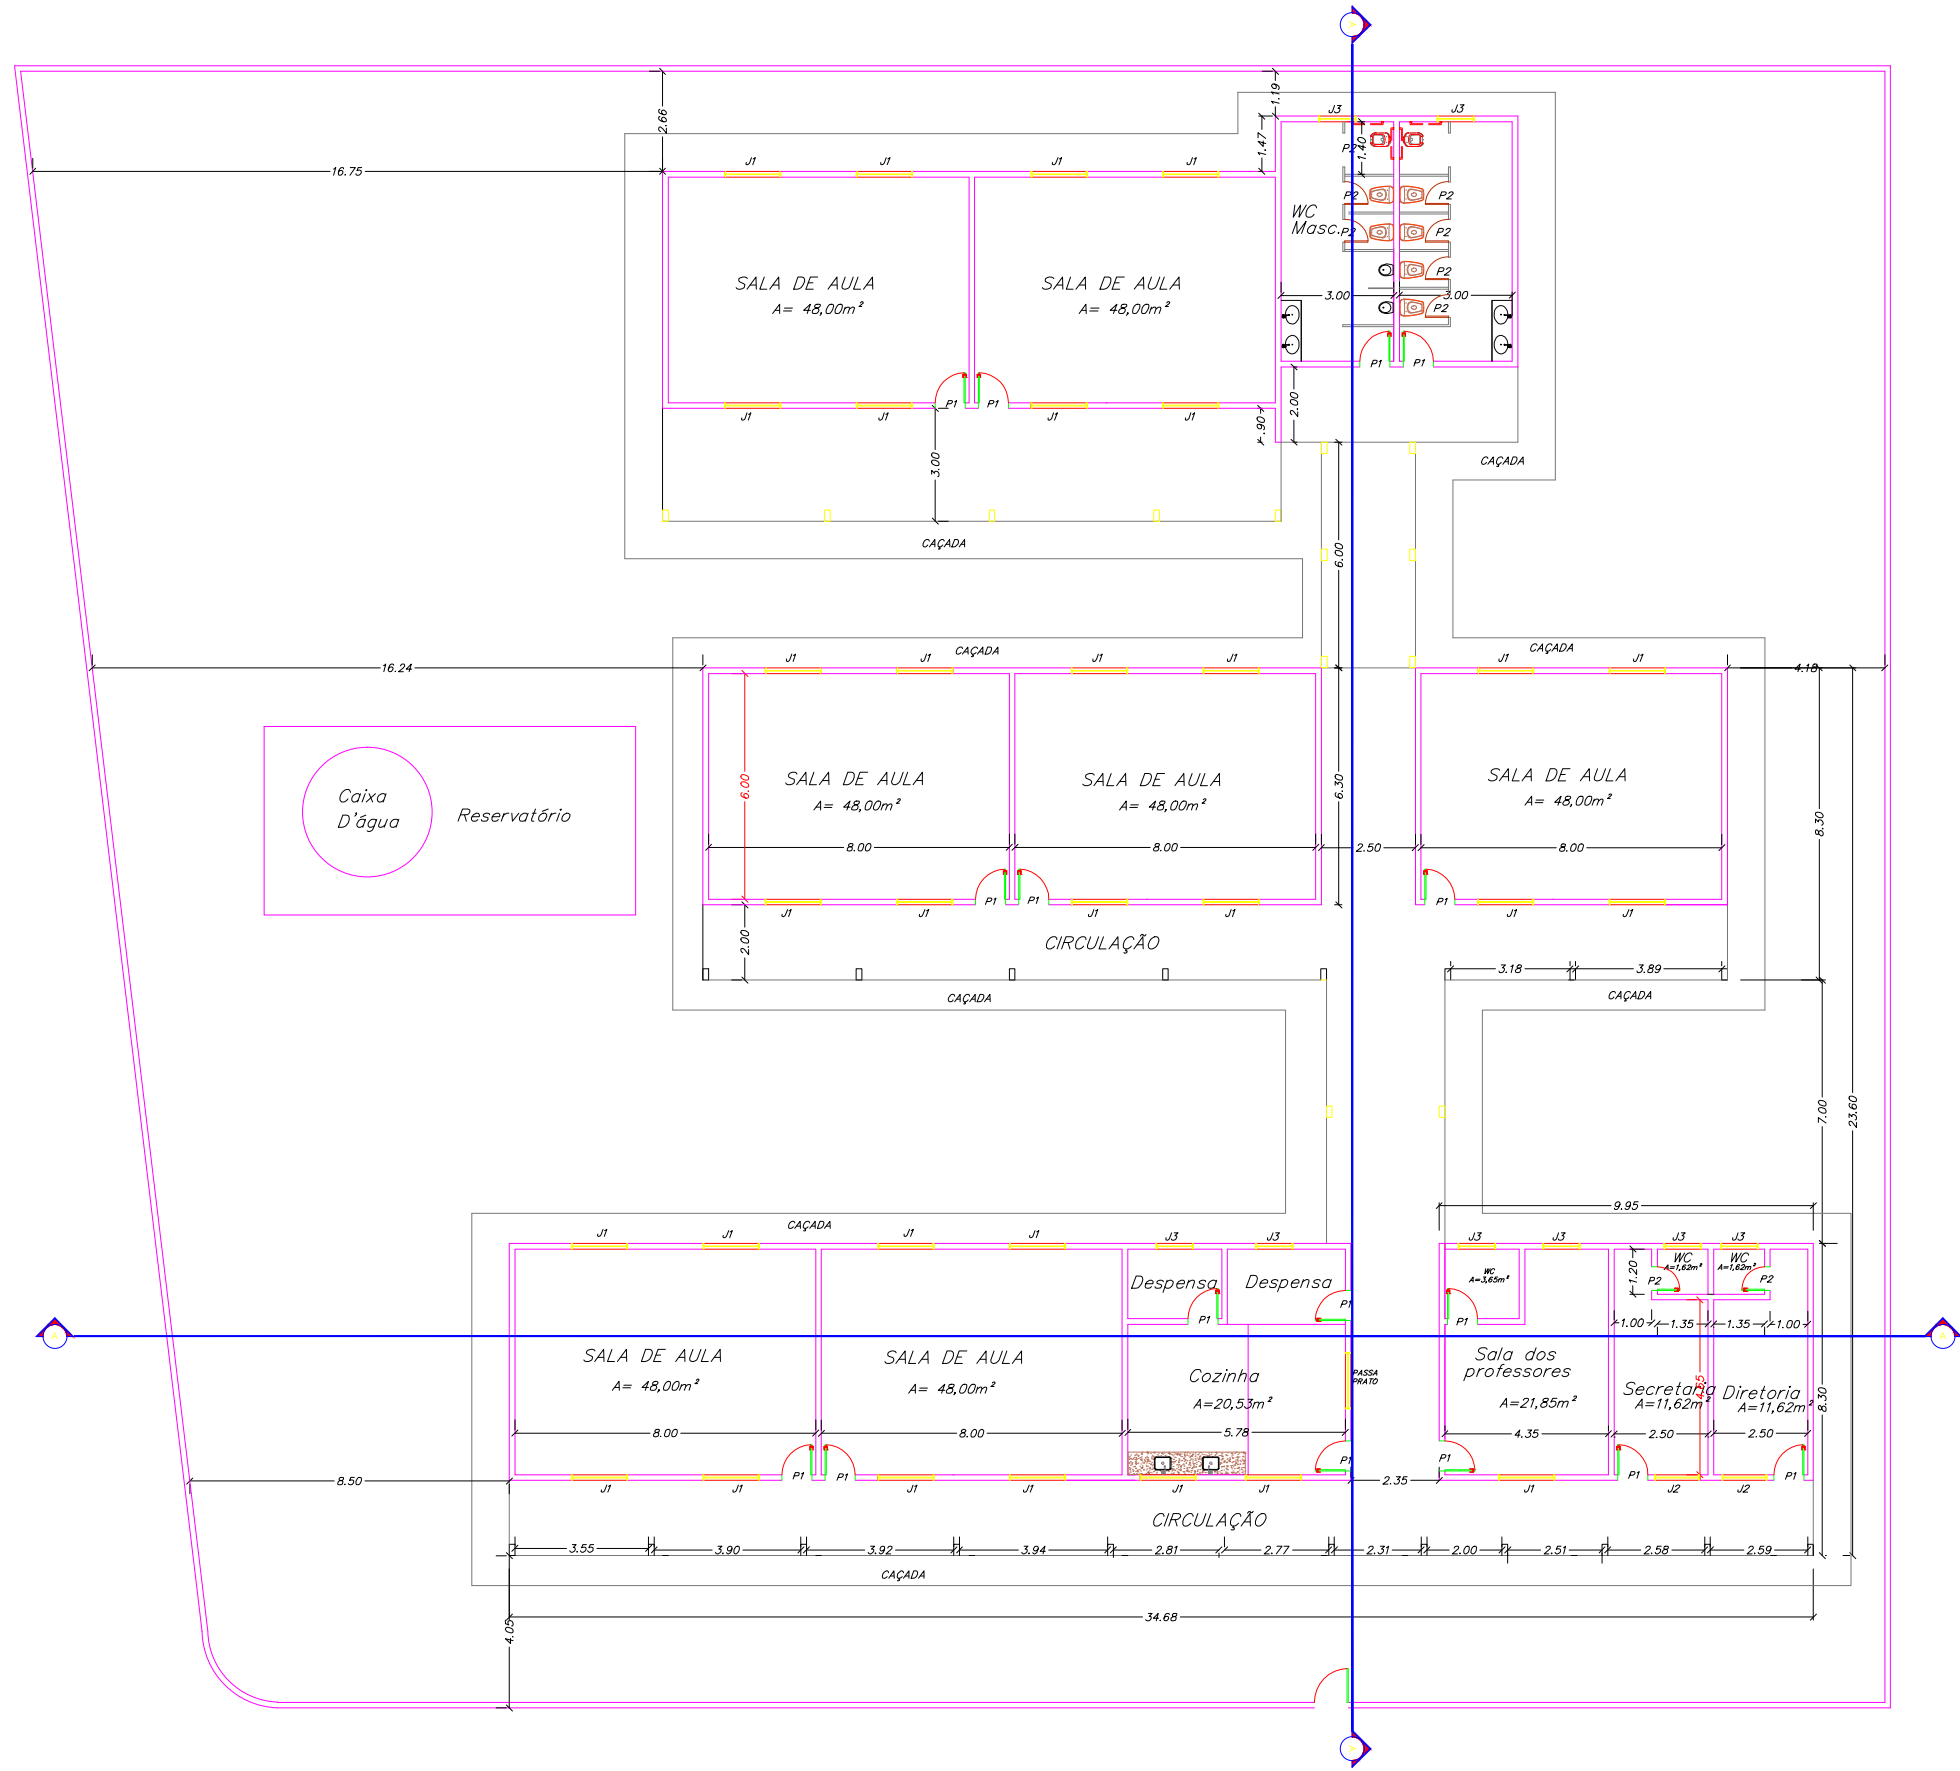 1.19
2.66
J3
J3
1.47
1.40
P2
J1
J1
J1
J1
16.75
P2
P2
WC
Masc.
P2
P2
P2
SALA DE AULA
A= 48,00m²
SALA DE AULA
A= 48,00m²
3.00
3.00
P2
P1
P1
P1
P1
2.00
J1
J1
J1
J1
.90
3.00
CAÇADA
CAÇADA
6.00
CAÇADA
CAÇADA
J1
J1
J1
J1
J1
J1
16.24
4.18
Caixa
D'água
Reservatório
6.00
SALA DE AULA
A= 48,00m²
SALA DE AULA
A= 48,00m²
6.30
SALA DE AULA
A= 48,00m²
8.30
8.00
8.00
2.50
8.00
P1
P1
P1
J1
J1
J1
J1
J1
J1
2.00
CIRCULAÇÃO
3.18
3.89
CAÇADA
CAÇADA
7.00
23.60
9.95
CAÇADA
J1
J1
J1
J1
J3
J3
J3
J3
J3
J3
Despensa
Despensa
WC
A=3,65m²
1.20
WC
A=1,62m²
WC
A=1,62m²
P2
P2
P1
P1
P1
1.00
1.35
1.35
1.00
SALA DE AULA
A= 48,00m²
SALA DE AULA
A= 48,00m²
Cozinha
A=20,53m²
PASSA
PRATO
Sala dos
professores
A=21,85m²
4.65
Secretaria
A=11,62m²
Diretoria
A=11,62m²
8.30
8.00
8.00
5.78
4.35
2.50
2.50
P1
P1
P1
P1
P1
P1
8.50
2.35
J1
J1
J1
J1
J1
J1
J1
J2
J2
CIRCULAÇÃO
3.55
3.90
3.92
3.94
2.81
2.77
2.31
2.00
2.51
2.58
2.59
CAÇADA
34.68
4.05